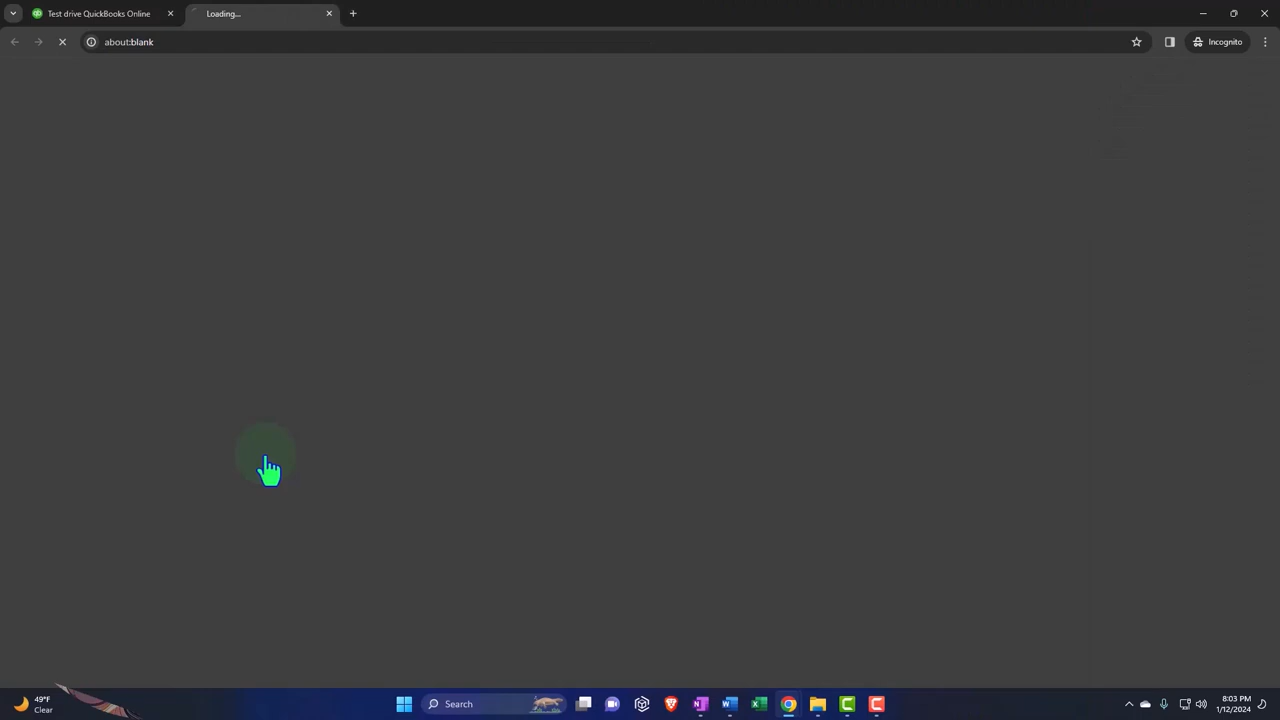 Test drive QuickBooks Online
Loading...
about:blank
Incognito
49°F
Clear
Search
8:03 PM
1/12/2024